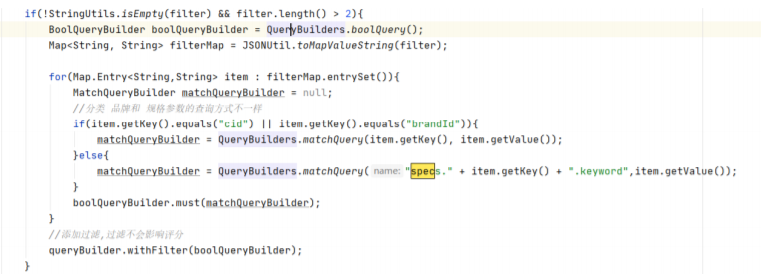 if(!StringUtils.isEmpty(filter) && filter.length() > 2){
BoolQueryBuilder boolQueryBuilder = QueryBuilders.boolQuery();
Map<String, String> filterMap = JSONUtil.toMapValueString(filter);
for(Map.Entry<String,String> item : filterMap.entrySet()){
MatchQueryBuilder matchQueryBuilder = null;
//分类 品牌和 规格参数的查询方式不一样
if(item.getKey().equals("cid") || item.getKey().equals("brandId")){
matchQueryBuilder = QueryBuilders.matchQuery(item.getKey(), item.getValue());
}else{
matchQueryBuilder = QueryBuilders.matchQuery( name: "specs." + item.getKey() + ".keyword",item.getValue());
}
boolQueryBuilder.must(matchQueryBuilder);
}
//添加过滤,过滤不会影响评分
queryBuilder.withFilter(boolQueryBuilder);
}